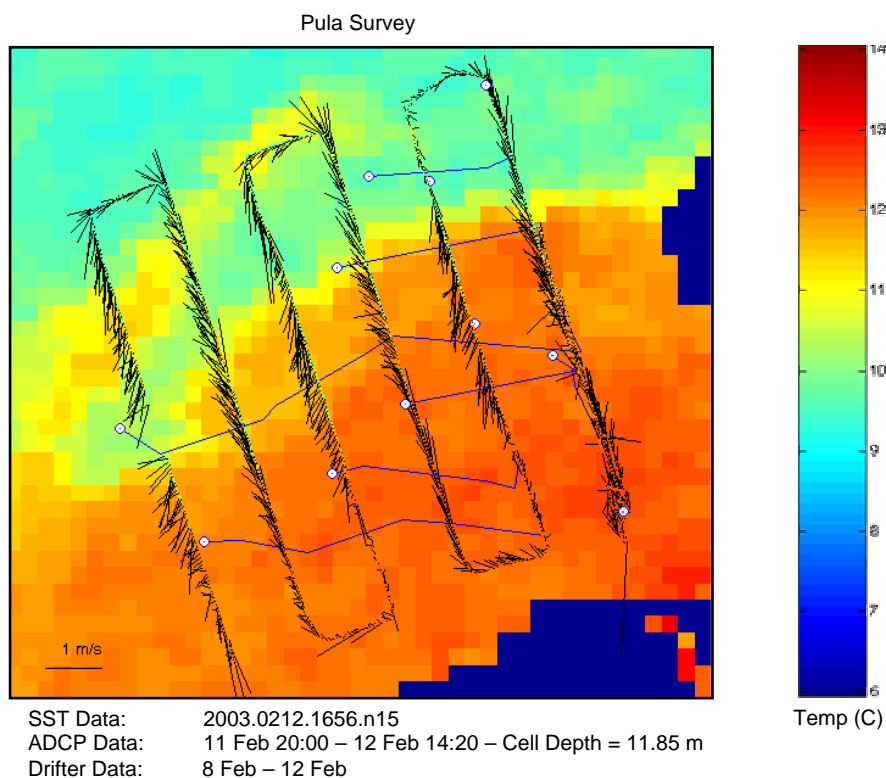 Pula Survey
14
13
12
11
10
9
8
7
6
1 m/s
Temp (C)
SST Data: 2003.0212.1656.n15
ADCP Data: 11 Feb 20:00 – 12 Feb 14:20 – Cell Depth = 11.85 m
Drifter Data: 8 Feb – 12 Feb